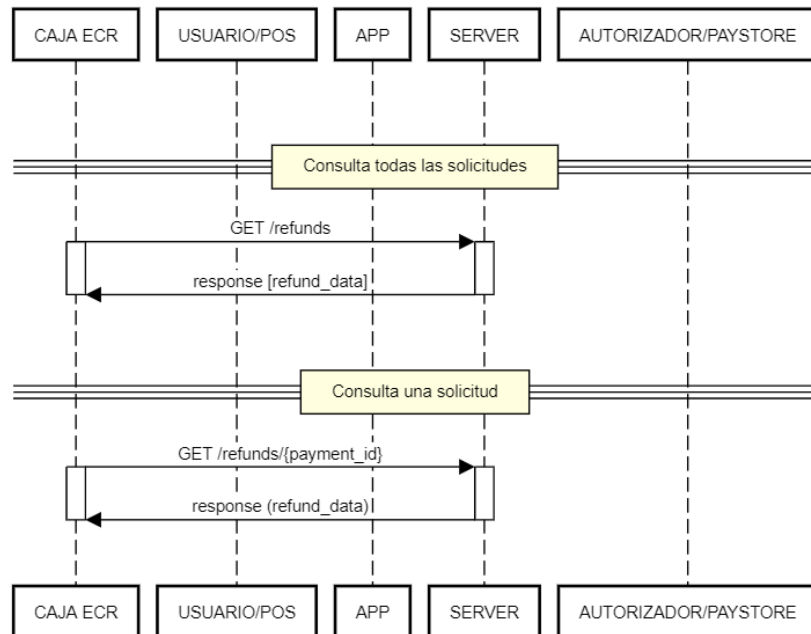 CAJA ECR
USUARIO/POS
APP
SERVER
AUTORIZADOR/PAYSTORE
Consulta todas las solicitudes
GET /refunds
response [refund_data]
Consulta una solicitud
GET /refunds/{payment_id}
response (refund_data)
CAJA ECR
USUARIO/POS
APP
SERVER
AUTORIZADOR/PAYSTORE